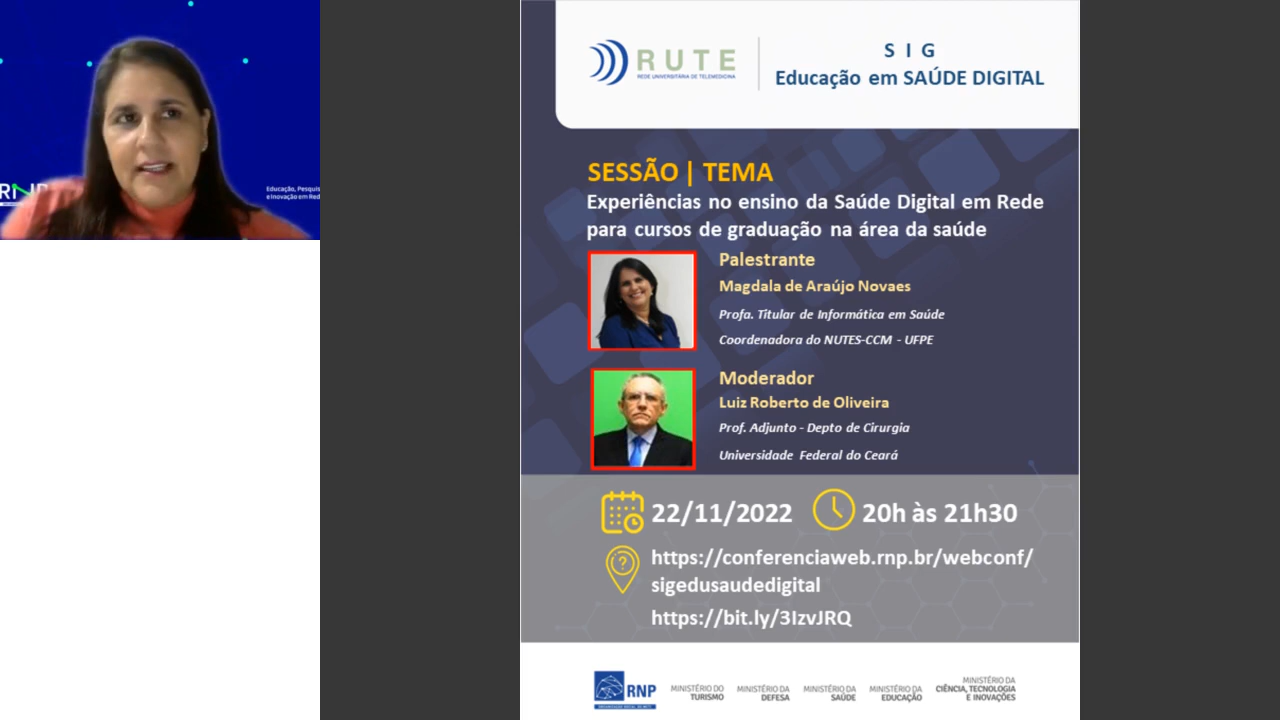 Educação, Pesquis
e Inovação em Red
RUTE
REDE UNIVERSITÁRIA DE TELEMEDICINA
SIG
Educação em SAÚDE DIGITAL
SESSÃO | TEMA
Experiências no ensino da Saúde Digital em Rede
para cursos de graduação na área da saúde
Palestrante
Magdala de Araújo Novaes
Profa. Titular de Informática em Saúde
Coordenadora do NUTES-CCM - UFPE
Moderador
Luiz Roberto de Oliveira
Prof. Adjunto - Depto de Cirurgia
Universidade Federal do Ceará
22/11/2022
20h às 21h30
https://conferenciaweb.rnp.br/webconf/
sigedusaudedigital
https://bit.ly/3IzvJRQ
RNP
MINISTÉRIO DO
TURISMO
MINISTÉRIO DA
DEFESA
MINISTÉRIO DA
SAÚDE
MINISTÉRIO DA
EDUCAÇÃO
MINISTÉRIO DA
CIÊNCIA, TECNOLOGIA
E INOVAÇÕES